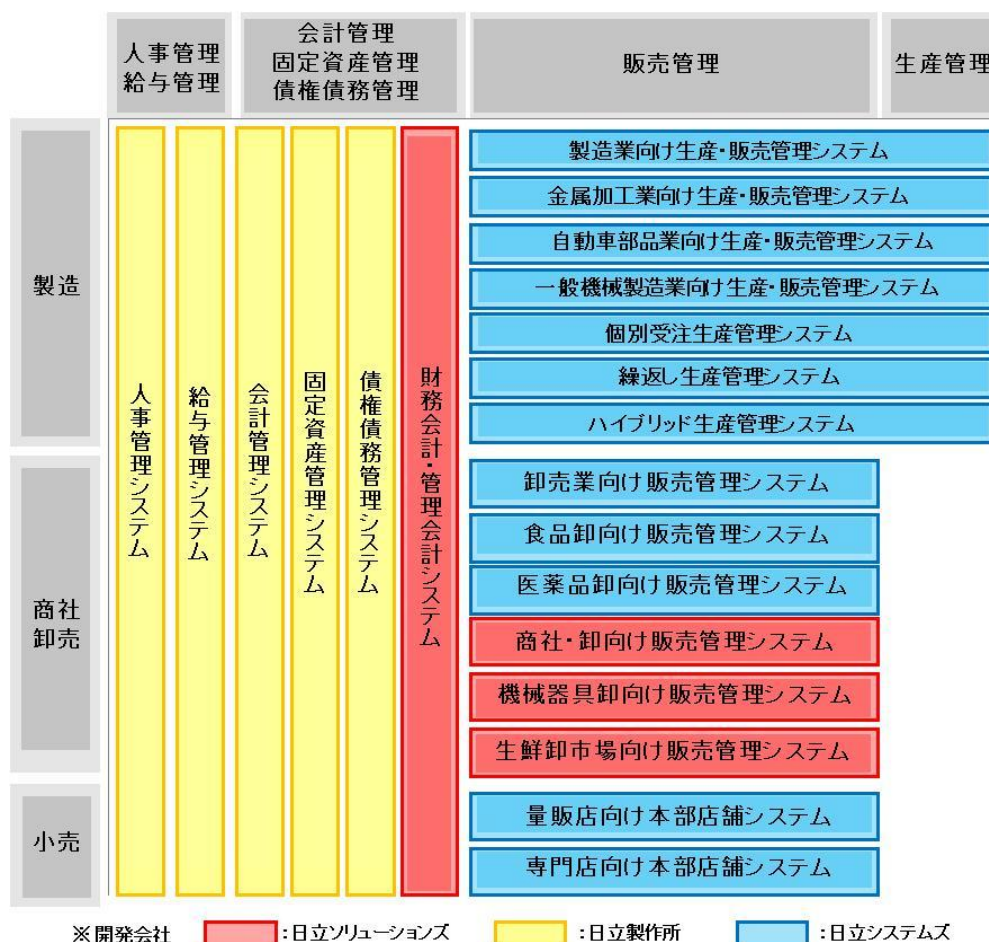 人事管理
給与管理
会計管理
固定資産管理
債権債務管理
販売管理
生産管理
製造
商社
卸売
小売
人事管理システム
給与管理システム
会計管理システム
固定資産管理システム
債権債務管理システム
財務会計・管理会計システム
製造業向け生産・販売管理システム
金属加工業向け生産・販売管理システム
自動車部品業向け生産・販売管理システム
一般機械製造業向け生産・販売管理システム
個別受注生産管理システム
繰返し生産管理システム
ハイブリッド生産管理システム
卸売業向け販売管理システム
食品卸向け販売管理システム
医薬品卸向け販売管理システム
商社・卸向け販売管理システム
機械器具卸向け販売管理システム
生鮮卸市場向け販売管理システム
量販店向け本部店舗システム
専門店向け本部店舗システム
※開発会社 :日立ソリューションズ :日立製作所 :日立システムズ